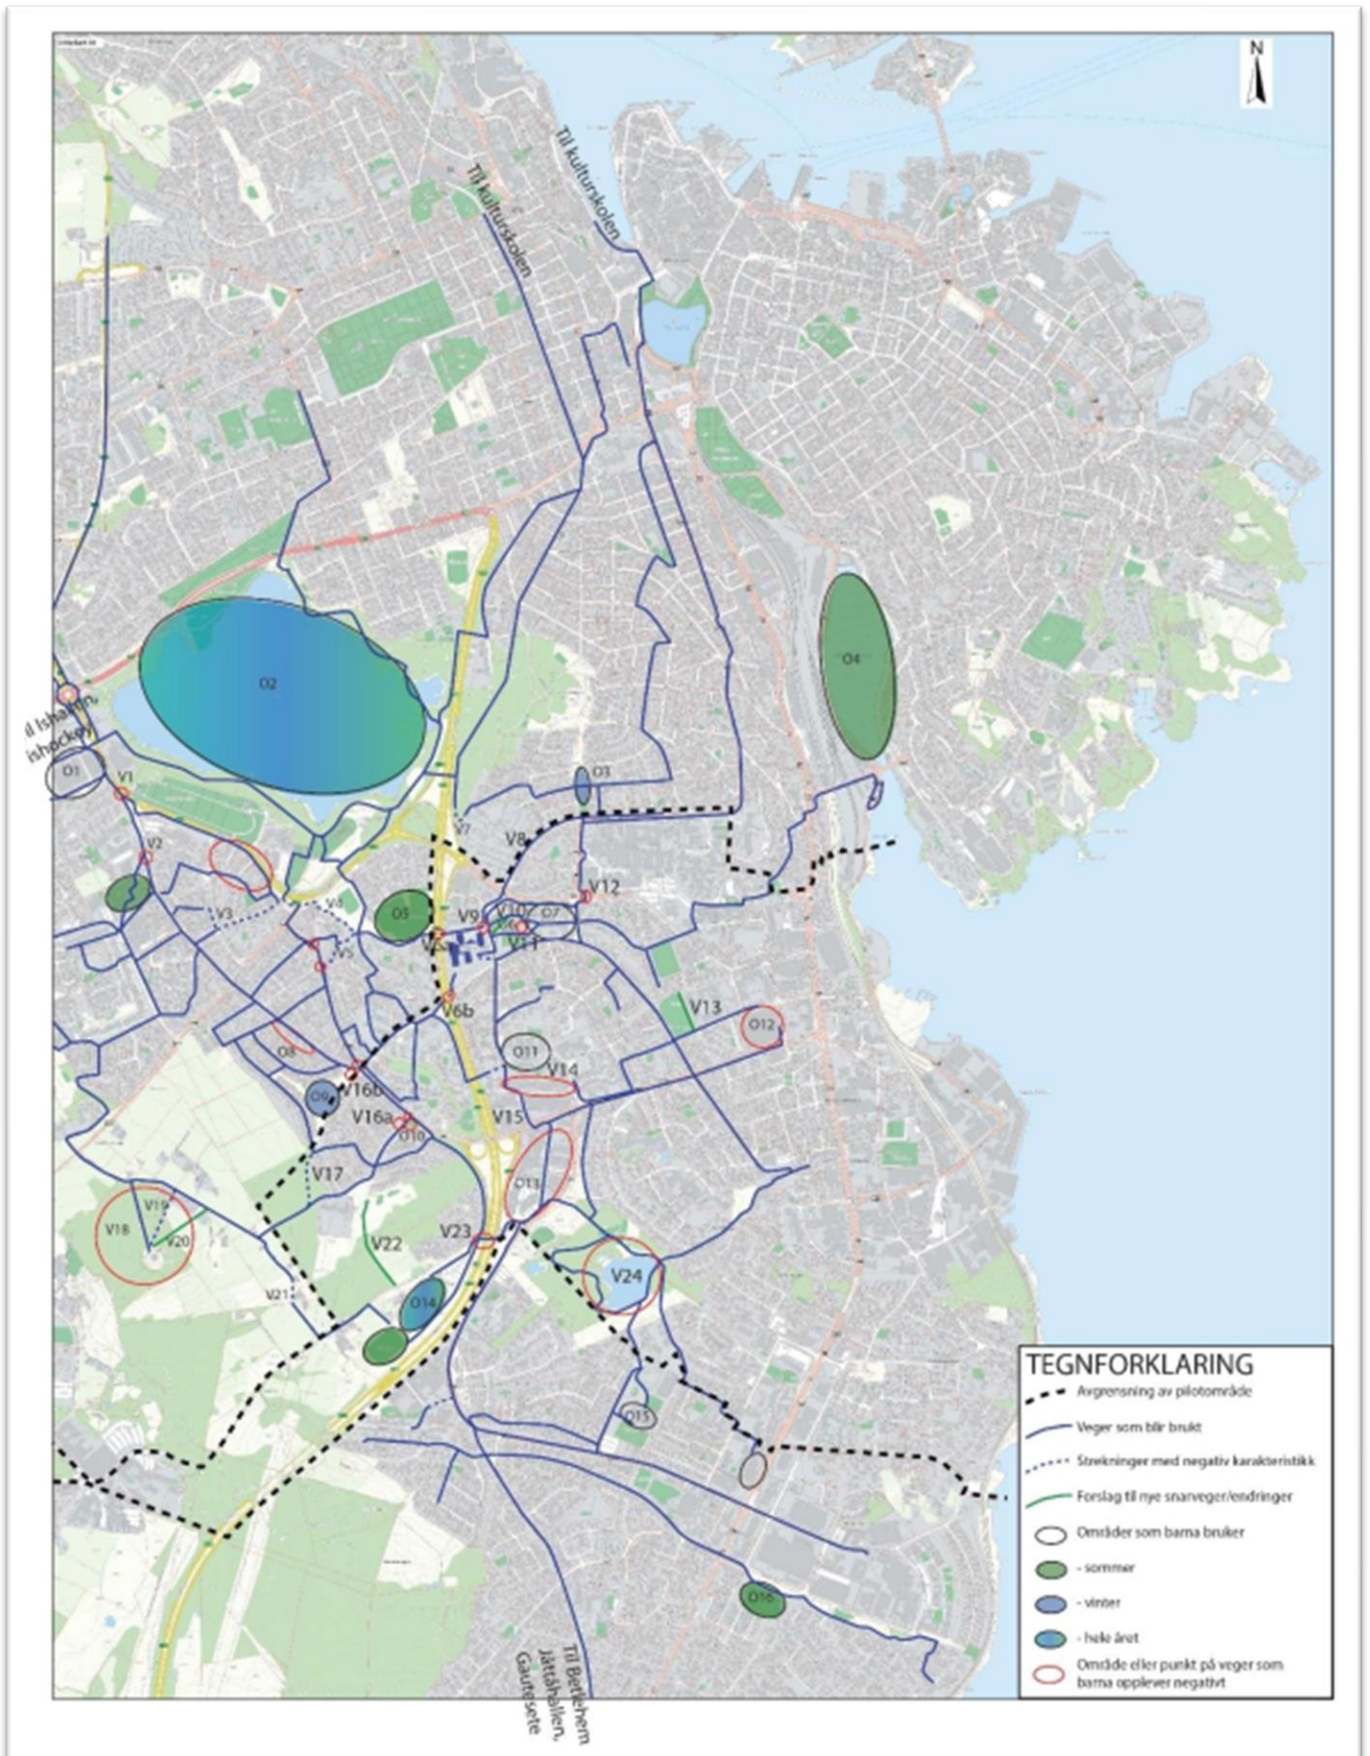 N
Til kulturskolen
Til kulturskolen
O4
O2
ishockey
O1
V1
O3
V7
V8
V2
V12
O5
V3
V4
V9
V10
O7
V11
V5
V6b
V13
O12
O8
O11
V14
O9
V16b
V16a
V15
O10
V17
O13
V19
V18
V20
V22
V23
V24
V21
O14
O15
O16
Til Betlehem
Jåttåhallen,
Gautesete
TEGNFORKLARING
Avgrensning av pilotområde
Veger som blir brukt
Strekninger med negativ karakteristikk
Forslag til nye snarveger/endringer
Områder som barna bruker
- sommer
- vinter
- hele året
Område eller punkt på veger som
barna opplever negativt